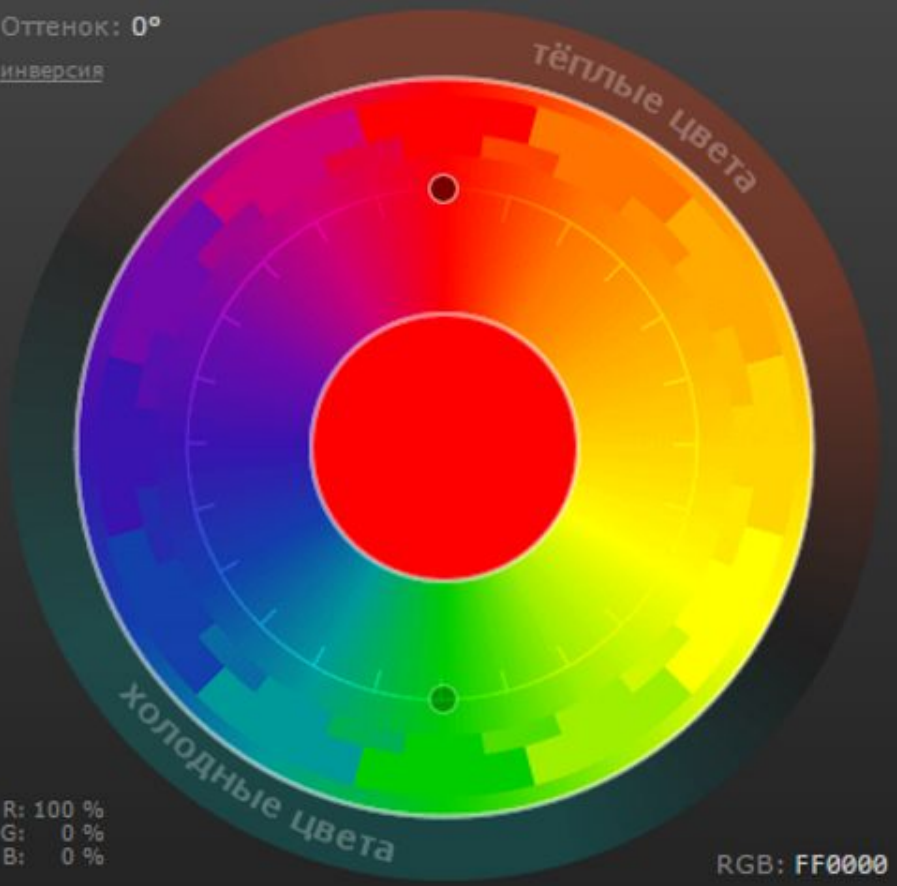 Оттенок: 0°
инверсия
тёплые цвета
холодные цвета
R: 100 %
G: 0 %
B: 0 %
RGB: FF0000